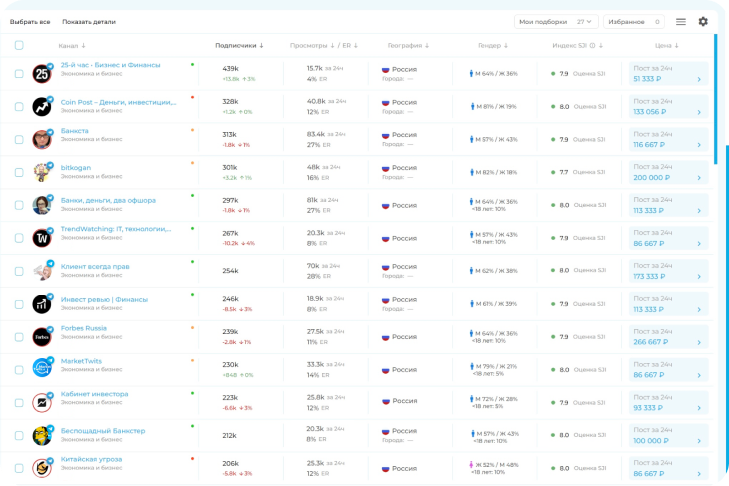 Выбрать все Показать детали Мои подборки 27 Избранное 0
Канал ↓ Подписчики ↓ Просмотры ↓ / ER ↓ География ↓ Гендер ↓ Индекс SJI ↓ Цена ↓
25-й час • Бизнес и Финансы
Экономика и бизнес
439k
+13.8k ↑3%
15.7k за 24ч
4% ER
Россия
Города: —
М 64% / Ж 36%
7.9 Оценка SJI
Пост за 24ч
51 333 ₽
Coin Post – Деньги, инвестиции,...
Экономика и бизнес
328k
+1.2k ↑0%
40.8k за 24ч
12% ER
Россия
Города: —
М 81% / Ж 19%
8.0 Оценка SJI
Пост за 24ч
133 056 ₽
Банкста
Экономика и бизнес
313k
-1.8k ↓1%
83.4k за 24ч
27% ER
Россия
Города: —
М 57% / Ж 43%
7.9 Оценка SJI
Пост за 24ч
116 667 ₽
bitkogan
Экономика и бизнес
301k
+3.2k ↑1%
48k за 24ч
16% ER
Россия
Города: —
М 82% / Ж 18%
7.7 Оценка SJI
Пост за 24ч
200 000 ₽
Банки, деньги, два офшора
Экономика и бизнес
297k
-1.8k ↓1%
81k за 24ч
27% ER
Россия
М 64% / Ж 36%
<18 лет: 10%
8.0 Оценка SJI
Пост за 24ч
113 333 ₽
TrendWatching: IT, технологии,...
Экономика и бизнес
267k
-10.2k ↓4%
20.3k за 24ч
8% ER
Россия
М 57% / Ж 43%
<18 лет: 10%
7.9 Оценка SJI
Пост за 24ч
86 667 ₽
Клиент всегда прав
Экономика и бизнес
254k
70k за 24ч
28% ER
Россия
Города: —
М 62% / Ж 38%
8.0 Оценка SJI
Пост за 24ч
173 333 ₽
Инвест ревью | Финансы
Экономика и бизнес
246k
-8.5k ↓3%
18.9k за 24ч
8% ER
Россия
М 61% / Ж 39%
7.9 Оценка SJI
Пост за 24ч
113 333 ₽
Forbes Russia
Экономика и бизнес
239k
-2.8k ↓1%
27.5k за 24ч
11% ER
Россия
М 64% / Ж 36%
<18 лет: 10%
7.9 Оценка SJI
Пост за 24ч
266 667 ₽
MarketTwits
Экономика и бизнес
230k
+848 ↑0%
33.3k за 24ч
14% ER
Россия
М 79% / Ж 21%
<18 лет: 5%
8.0 Оценка SJI
Пост за 24ч
86 667 ₽
Кабинет инвестора
Экономика и бизнес
223k
-6.6k ↓3%
25.8k за 24ч
12% ER
Россия
М 72% / Ж 28%
<18 лет: 5%
7.9 Оценка SJI
Пост за 24ч
93 333 ₽
Беспощадный Банкстер
Экономика и бизнес
212k
20.3k за 24ч
8% ER
Россия
Города: —
М 57% / Ж 43%
<18 лет: 10%
8.0 Оценка SJI
Пост за 24ч
100 000 ₽
Китайская угроза
Экономика и бизнес
206k
-5.8k ↓3%
25.3k за 24ч
12% ER
Россия
Ж 52% / М 48%
<18 лет: 10%
8.0 Оценка SJI
Пост за 24ч
86 667 ₽
25
TW
Forbes